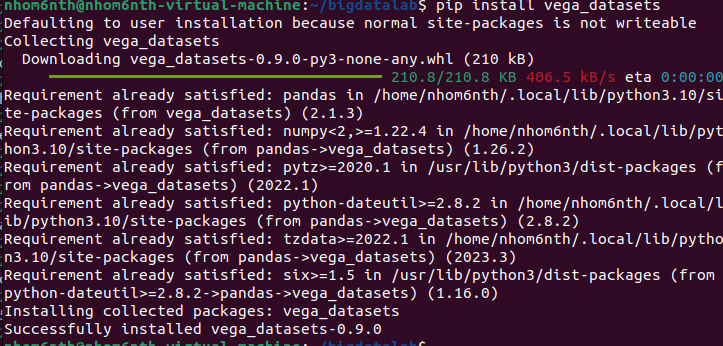 nhom6nth@nhom6nth-virtual-machine:~/bigdatalab$ pip install vega_datasets
Defaulting to user installation because normal site-packages is not writeable
Collecting vega_datasets
  Downloading vega_datasets-0.9.0-py3-none-any.whl (210 kB)
210.8/210.8 KB 406.5 kB/s eta 0:00:00
Requirement already satisfied: pandas in /home/nhom6nth/.local/lib/python3.10/si
te-packages (from vega_datasets) (2.1.3)
Requirement already satisfied: numpy<2,>=1.22.4 in /home/nhom6nth/.local/lib/pyt
hon3.10/site-packages (from pandas->vega_datasets) (1.26.2)
Requirement already satisfied: pytz>=2020.1 in /usr/lib/python3/dist-packages (f
rom pandas->vega_datasets) (2022.1)
Requirement already satisfied: python-dateutil>=2.8.2 in /home/nhom6nth/.local/l
ib/python3.10/site-packages (from pandas->vega_datasets) (2.8.2)
Requirement already satisfied: tzdata>=2022.1 in /home/nhom6nth/.local/lib/pytho
n3.10/site-packages (from pandas->vega_datasets) (2023.3)
Requirement already satisfied: six>=1.5 in /usr/lib/python3/dist-packages (from
python-dateutil>=2.8.2->pandas->vega_datasets) (1.16.0)
Installing collected packages: vega_datasets
Successfully installed vega_datasets-0.9.0
nhom6nth@nhom6nth-virtual-machine:~/bigdatalab$